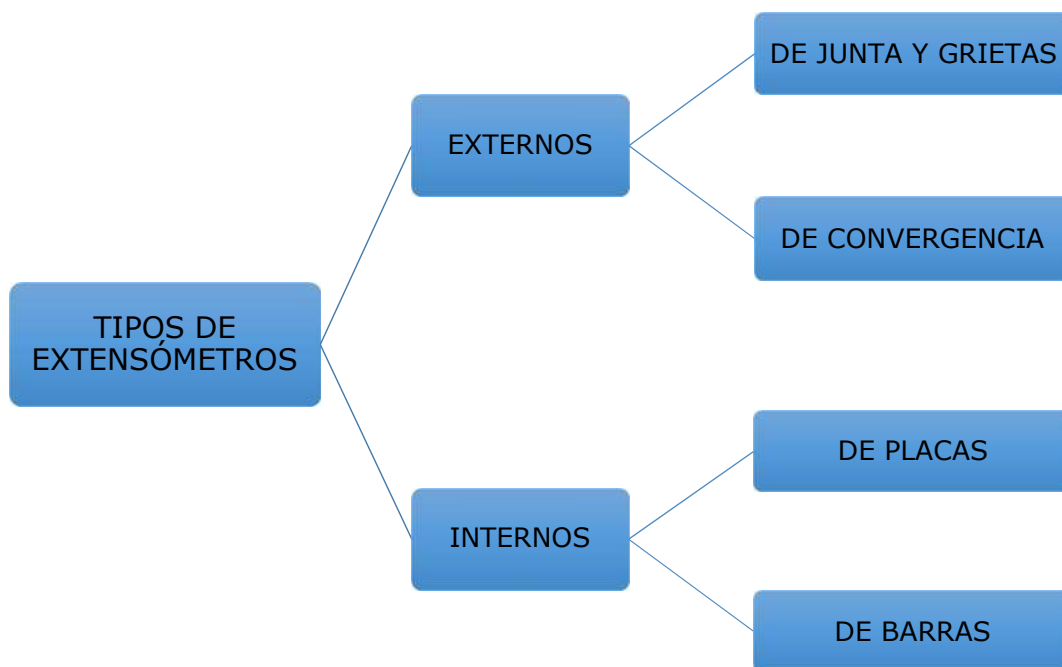 TIPOS DE
EXTENSÓMETROS
EXTERNOS
DE JUNTA Y GRIETAS
DE CONVERGENCIA
INTERNOS
DE PLACAS
DE BARRAS